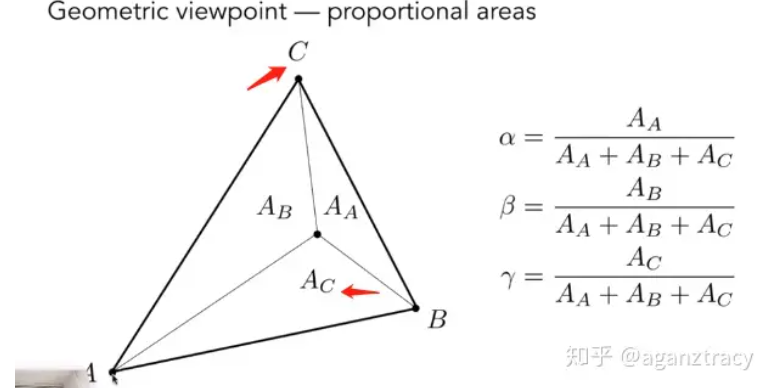 Geometric viewpoint — proportional areas
C
A_B A_A
A_C
B
α = A_A / (A_A + A_B + A_C)
β = A_B / (A_A + A_B + A_C)
γ = A_C / (A_A + A_B + A_C)
知乎 @aganztracy